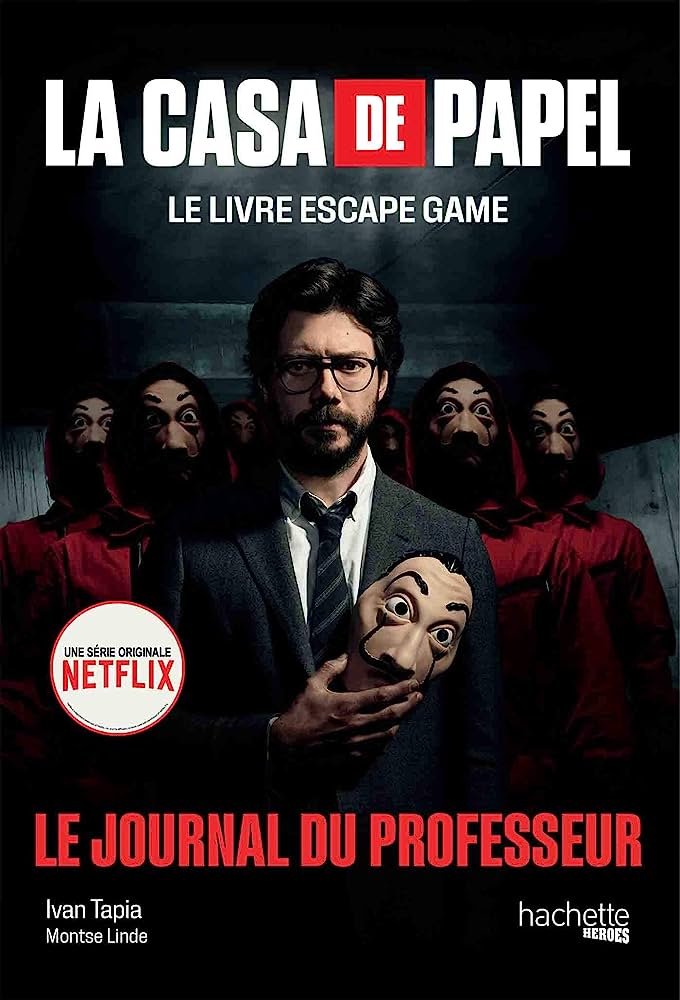 LA CASA DE PAPEL
LE LIVRE ESCAPE GAME
UNE SÉRIE ORIGINALE
NETFLIX
LE JOURNAL DU PROFESSEUR
Ivan Tapia
Montse Linde
hachette
HEROES